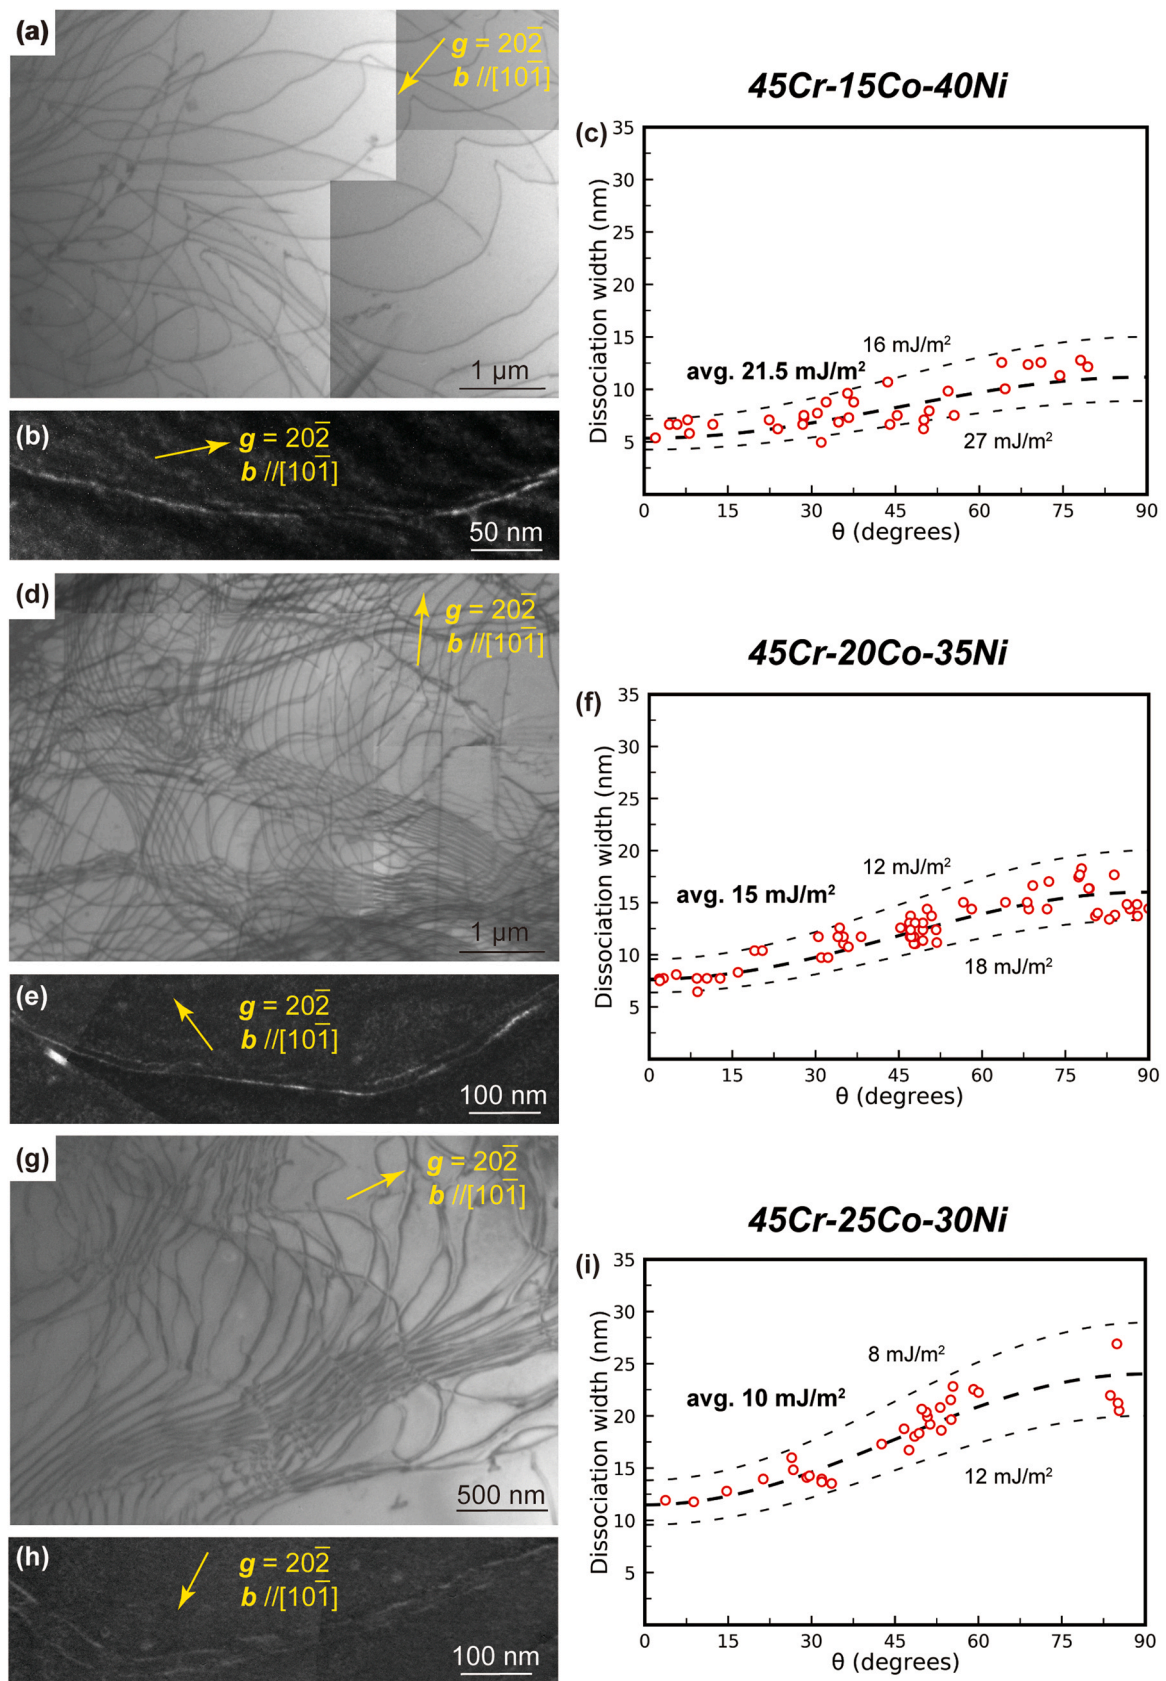 (a)
g = 202̅
b //[101̅]
1 µm
(b)
g = 202̅
b //[101̅]
50 nm
45Cr-15Co-40Ni
(c)
35
30
25
20
15
10
5
Dissociation width (nm)
16 mJ/m²
avg. 21.5 mJ/m²
27 mJ/m²
0 15 30 45 60 75 90
θ (degrees)
(d)
g = 202̅
b //[101̅]
1 µm
(e)
g = 202̅
b //[101̅]
100 nm
45Cr-20Co-35Ni
(f)
35
30
25
20
15
10
5
Dissociation width (nm)
12 mJ/m²
avg. 15 mJ/m²
18 mJ/m²
0 15 30 45 60 75 90
θ (degrees)
(g)
g = 202̅
b //[101̅]
500 nm
(h)
g = 202̅
b //[101̅]
100 nm
45Cr-25Co-30Ni
(i)
35
30
25
20
15
10
5
Dissociation width (nm)
8 mJ/m²
avg. 10 mJ/m²
12 mJ/m²
0 15 30 45 60 75 90
θ (degrees)